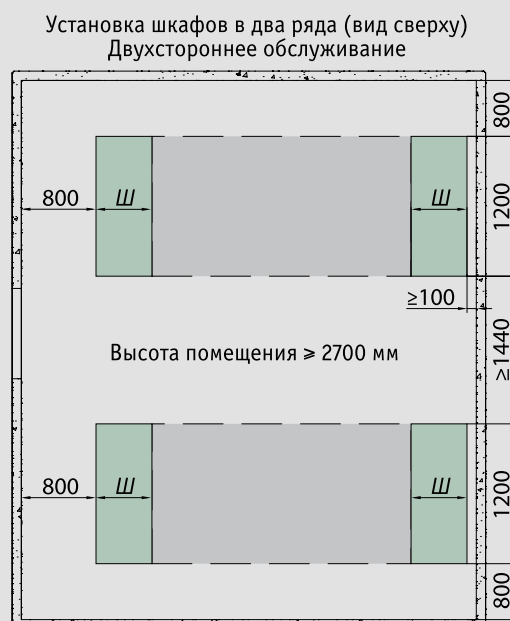 Установка шкафов в два ряда (вид сверху)
Двухстороннее обслуживание
800
800
Ш
Ш
1200
≥100
Высота помещения ≥ 2700 мм
≥1440
800
Ш
Ш
1200
800